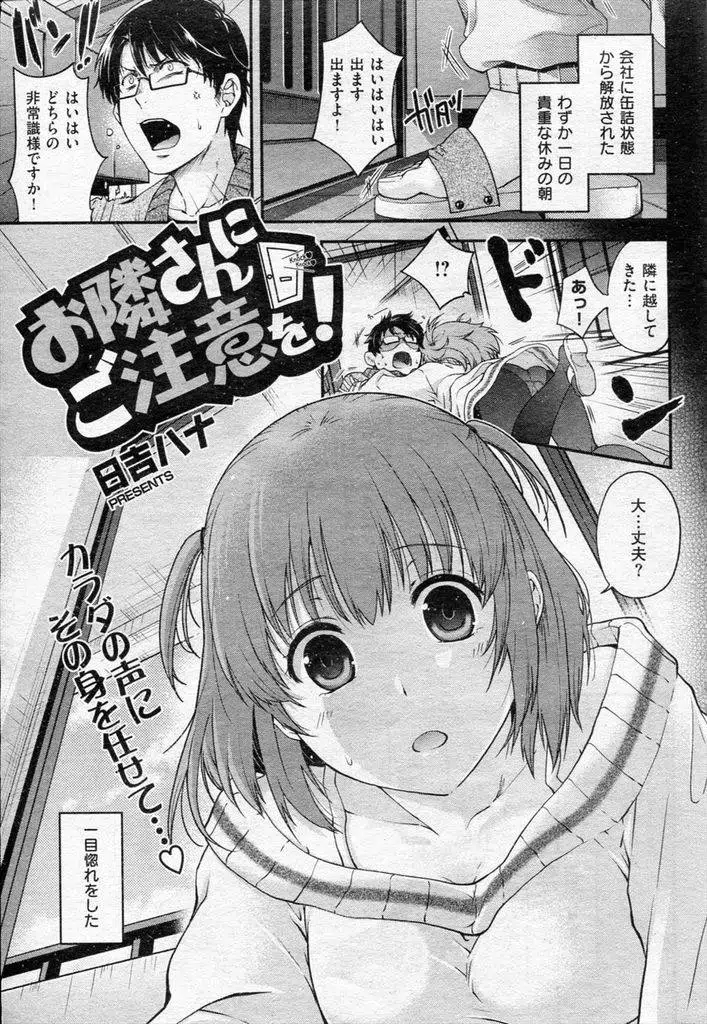 会社に缶詰状態
から解放された
わずか一日の
貴重な休みの朝
ガタッ
はいはいはい
出ます
出ますよ！
バン!!
はいはい
どちらの
非常識様ですか！
隣に越して
きた…
あっ！
ドーン
!?
お隣さんに
ご注意を！
日吉ハナ
PRESENTS
大…丈夫？
カラダの声に
その身を任せて…♡
一目惚れをした